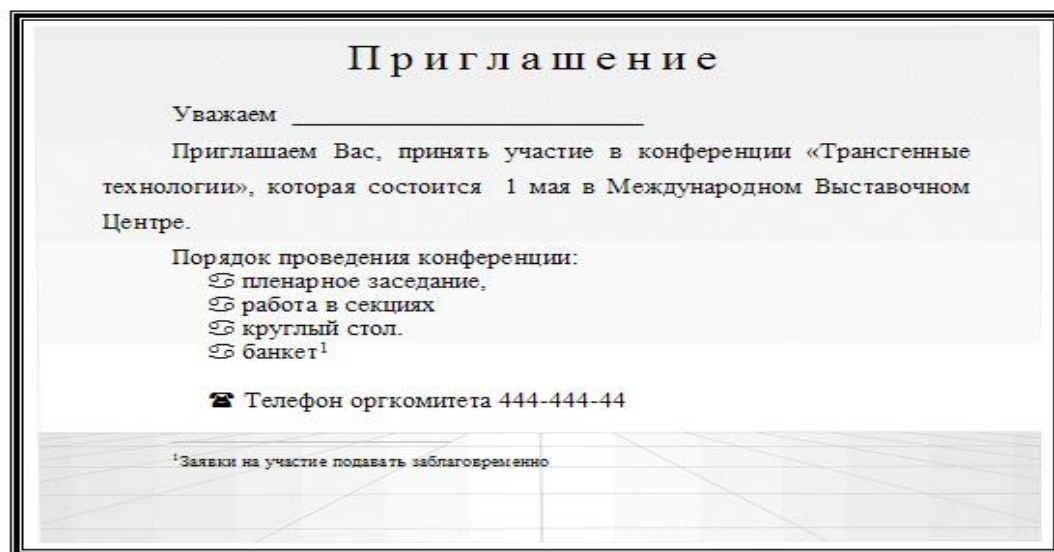 Приглашение
Уважаем ____________________________
Приглашаем Вас, принять участие в конференции «Трансгенные
технологии», которая состоится 1 мая в Международном Выставочном
Центре.
Порядок проведения конференции:
♋ пленарное заседание,
♋ работа в секциях
♋ круглый стол.
♋ банкет¹
☎ Телефон оргкомитета 444-444-44
¹Заявки на участие подавать заблаговременно